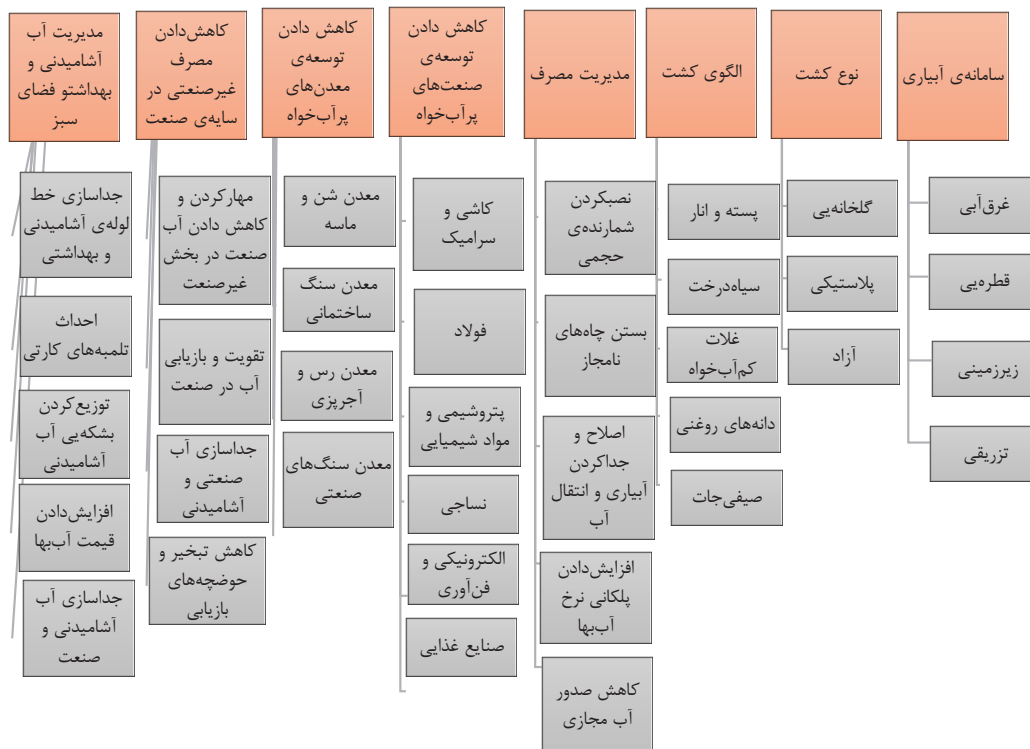 سامانه‌ی آبیاری
غرق‌آبی
قطره‌یی
زیرزمینی
تزریقی
نوع کشت
گلخانه‌یی
پلاستیکی
آزاد
الگوی کشت
پسته و انار
سیاه‌درخت
غلات
کم‌آب‌خواه
دانه‌های روغنی
صیفی‌جات
مدیریت مصرف
نصبکردن
شمارنده‌ی
حجمی
بستن چاه‌های
نامجاز
اصلاح و
جداکردن
آبیاری و انتقال
آب
افزایش‌دادن
پلکانی نرخ
آب‌بها
کاهش صدور
آب مجازی
کاهش دادن
توسعه‌ی
صنعت‌های
پرآب‌خواه
کاشی و
سرامیک
فولاد
پتروشیمی و
مواد شیمیایی
نساجی
الکترونیکی و
فن‌آوری
صنایع غذایی
کاهش دادن
توسعه‌ی
معدن‌های
پرآب‌خواه
معدن شن و
ماسه
معدن سنگ
ساختمانی
معدن رس و
آجرپزی
معدن سنگ‌های
صنعتی
کاهش‌دادن
مصرف
غیرصنعتی در
سایه‌ی صنعت
مهارکردن و
کاهش دادن آب
صنعت در بخش
غیرصنعت
تقویت و بازیابی
آب در صنعت
جداسازی آب
صنعتی و
آشامیدنی
کاهش تبخیر و
حوضچه‌های
بازیابی
مدیریت آب
آشامیدنی و
بهداشتو فضای
سبز
جداسازی خط
لوله‌ی آشامیدنی
و بهداشتی
احداث
تلمبه‌های کارتی
توزیع‌کردن
بشکه‌یی آب
آشامیدنی
افزایش‌دادن
قیمت آب‌بها
جداسازی آب
آشامیدنی و
صنعت